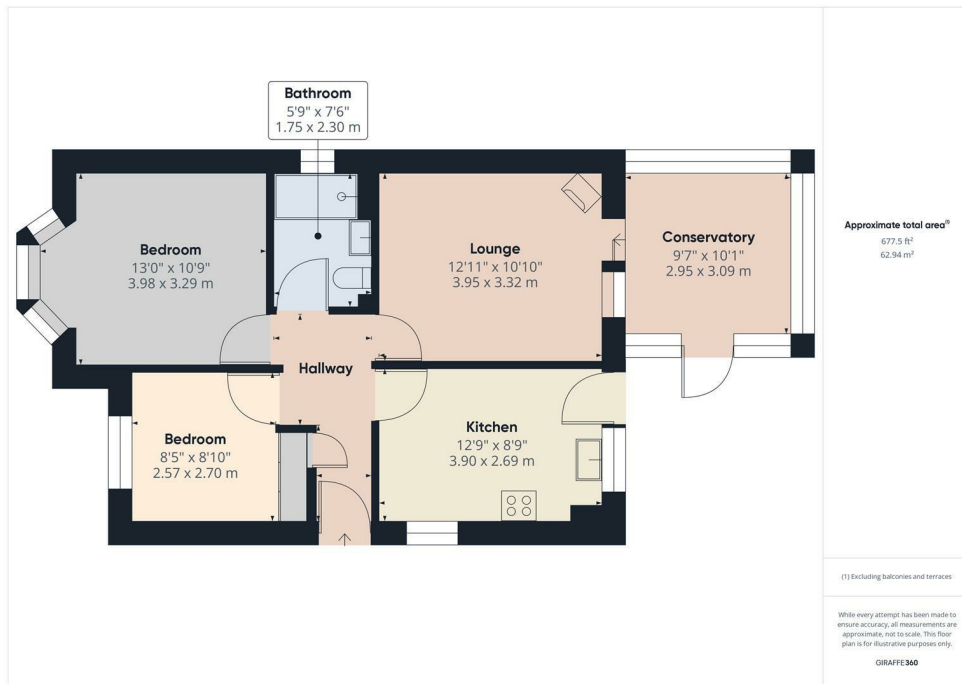 Bathroom
5'9" x 7'6"
1.75 x 2.30 m
Bedroom
13'0" x 10'9"
3.98 x 3.29 m
Lounge
12'11" x 10'10"
3.95 x 3.32 m
Conservatory
9'7" x 10'1"
2.95 x 3.09 m
Hallway
Bedroom
8'5" x 8'10"
2.57 x 2.70 m
Kitchen
12'9" x 8'9"
3.90 x 2.69 m
Approximate total area(1)
677.5 ft²
62.94 m²
(1) Excluding balconies and terraces
While every attempt has been made to
ensure accuracy, all measurements are
approximate, not to scale. This floor
plan is for illustrative purposes only.
GIRAFFE360